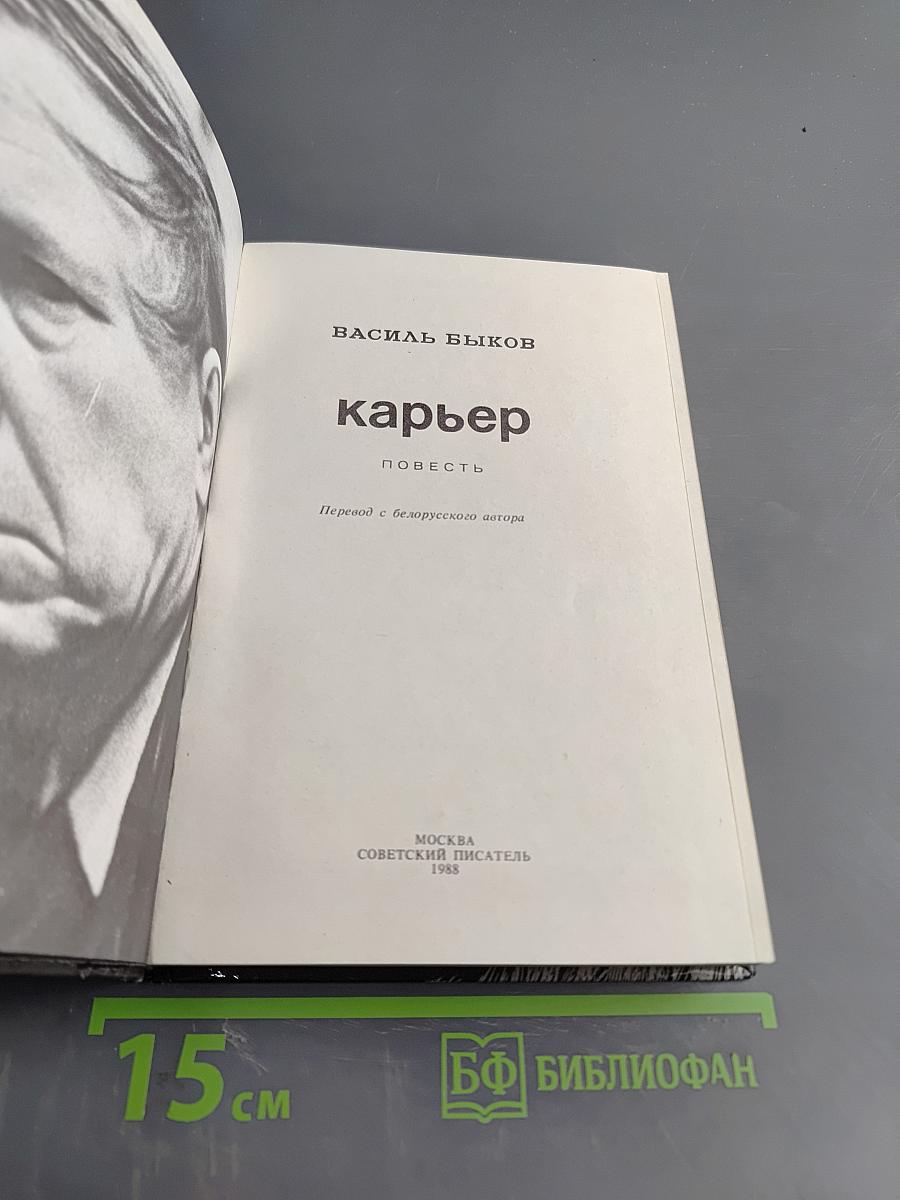 ВАСИЛЬ БЫКОВ
карьер
ПОВЕСТЬ
Перевод с белорусского автора
МОСКВА
СОВЕТСКИЙ ПИСАТЕЛЬ
1988
15 см
БФ БИБЛИОФАН